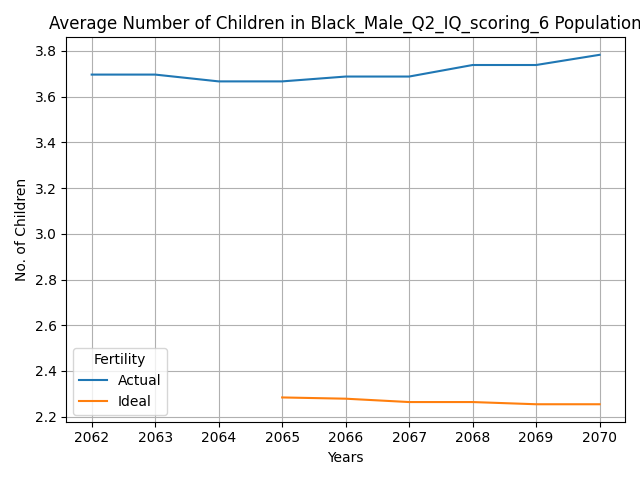 Average Number of Children in Black_Male_Q2_IQ_scoring_6 Population
3.8
3.6
3.4
3.2
3.0
2.8
2.6
2.4
2.2
No. of Children
Fertility
Actual
Ideal
2062 2063 2064 2065 2066 2067 2068 2069 2070
Years